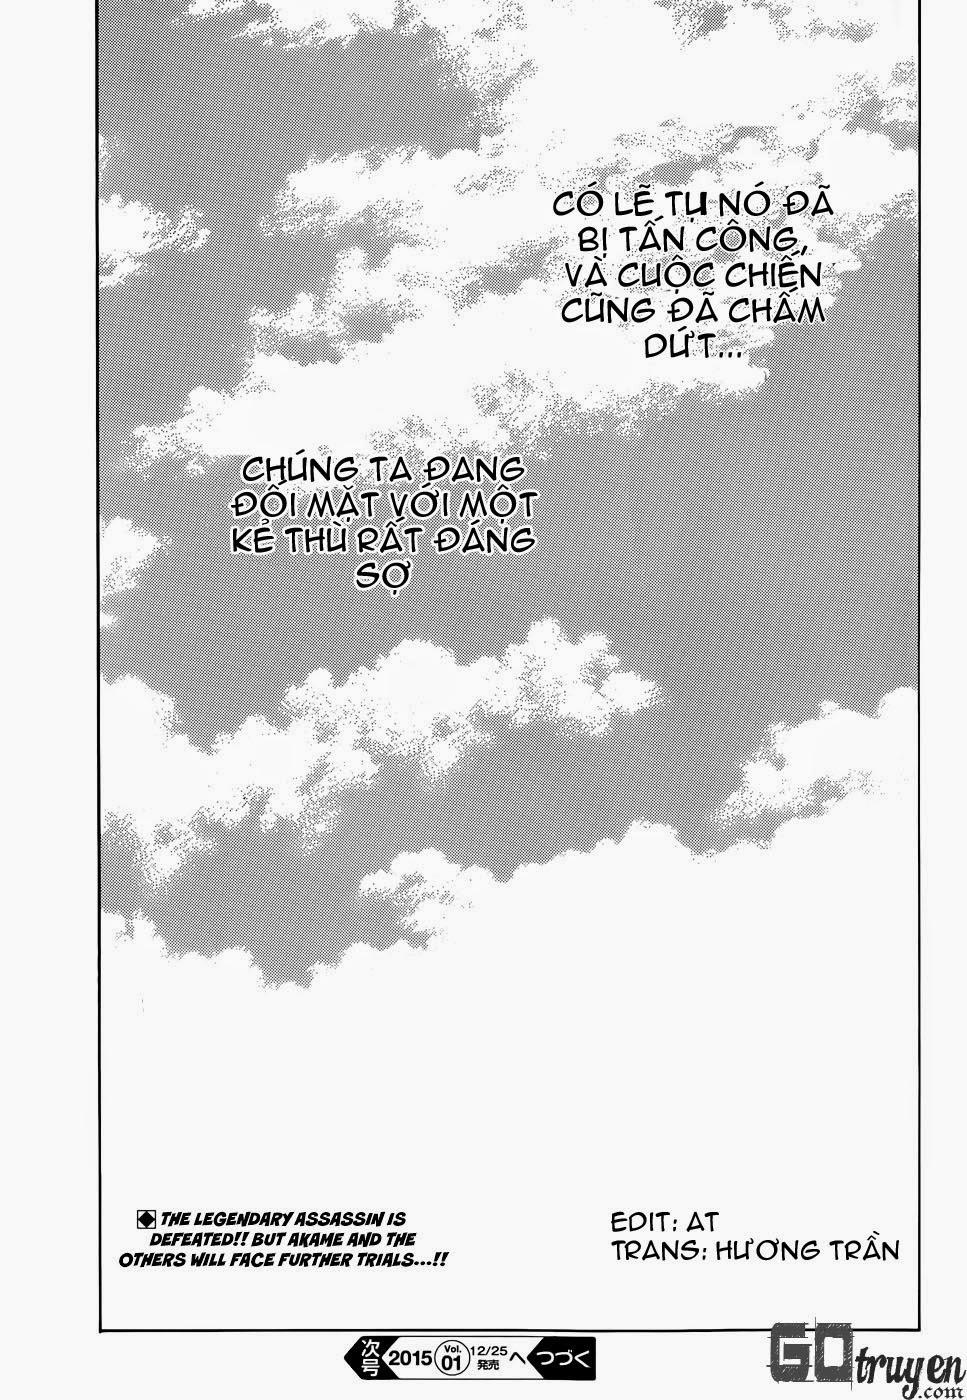 CÓ LẼ TỤI NÓ ĐÃ
BỊ TẤN CÔNG,
VÀ CUỘC CHIẾN
CŨNG ĐÃ CHẤM
DỨT...
CHÚNG TA ĐANG
ĐỐI MẶT VỚI MỘT
KẺ THÙ RẤT ĐÁNG
SỢ
THE LEGENDARY ASSASSIN IS
DEFEATED!! BUT AKAME AND THE
OTHERS WILL FACE FURTHER TRIALS...!!
EDIT: AT
TRANS: HƯƠNG TRẦN
次号 2015 Vol. 01 12/25 発売 へつづく
GOtruyen
.com